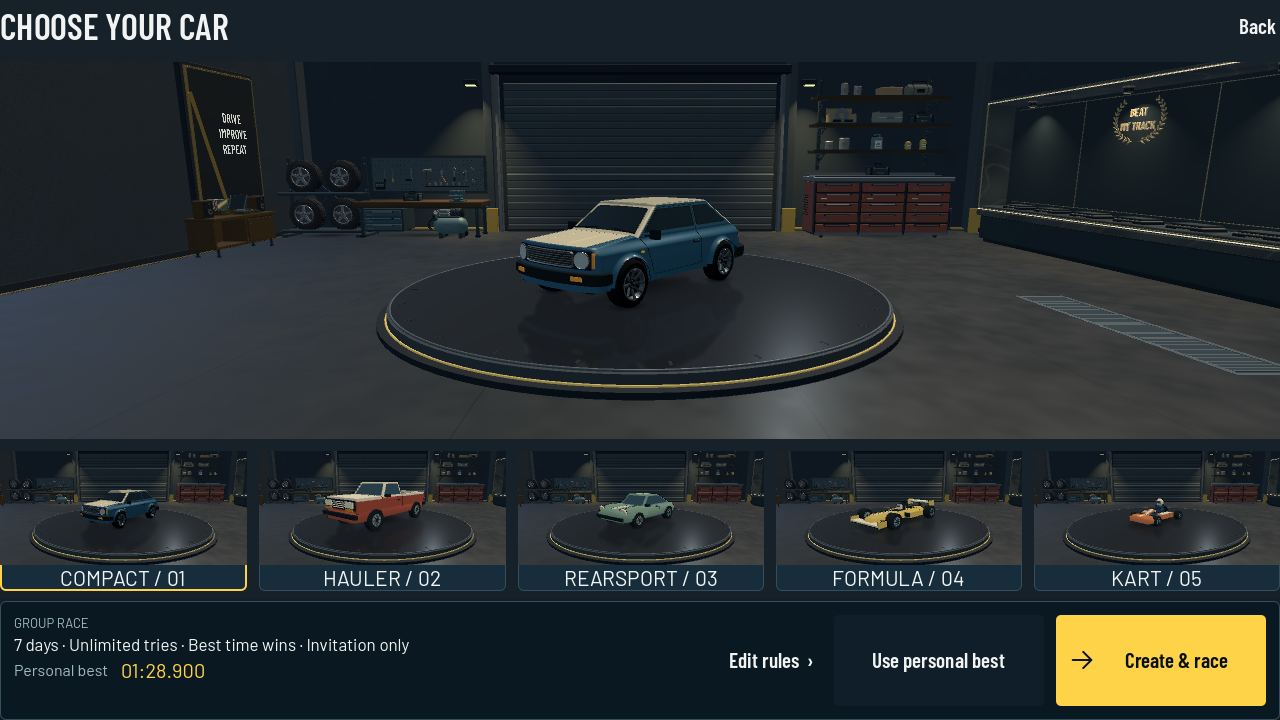 CHOOSE YOUR CAR
Back
DRIVE
IMPROVE
REPEAT
BEAT
MY TRACK
COMPACT / 01
HAULER / 02
REARSPORT / 03
FORMULA / 04
KART / 05
GROUP RACE
7 days · Unlimited tries · Best time wins · Invitation only
Personal best 01:28.900
Edit rules ›
Use personal best
Create & race